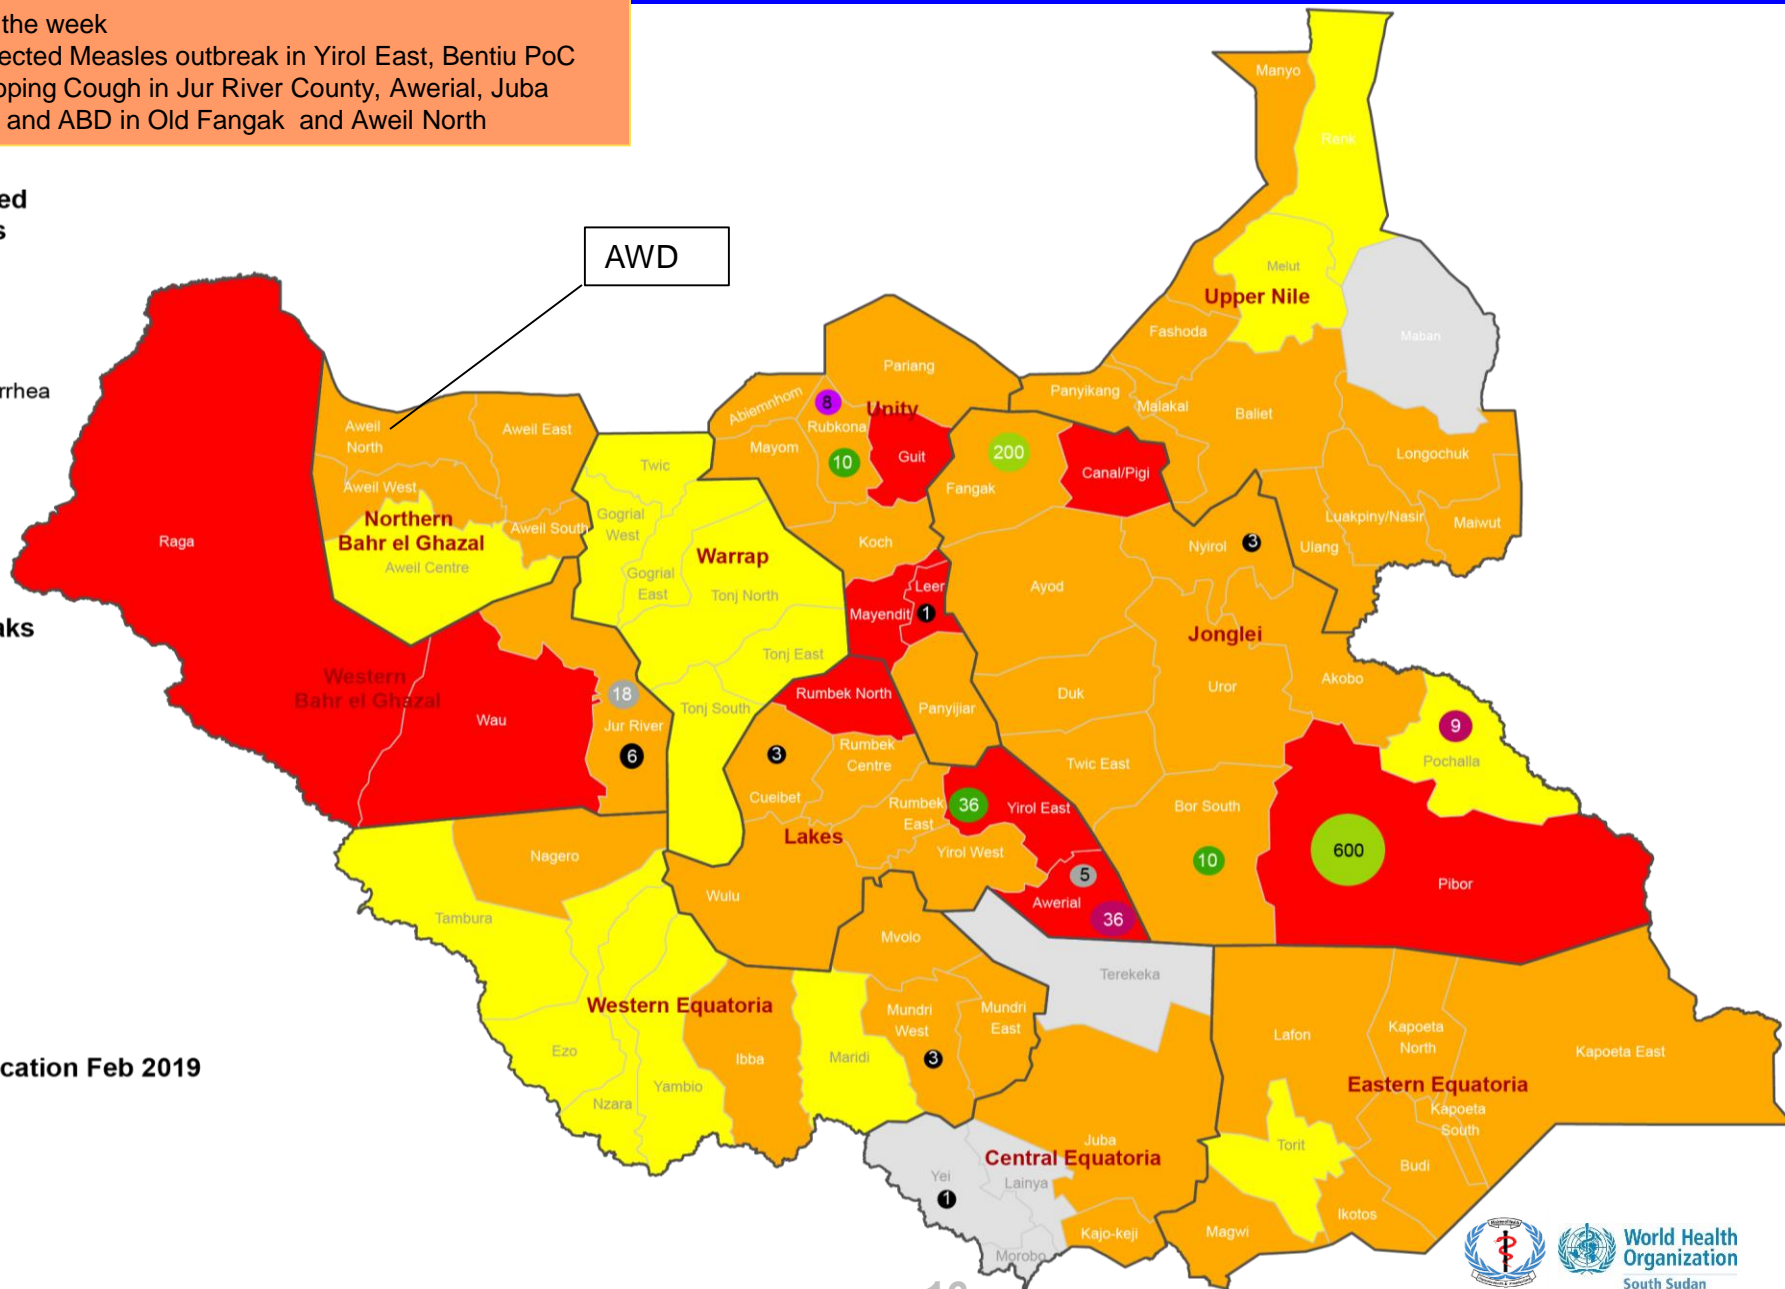 the week
ected Measles outbreak in Yirol East, Bentiu PoC
oping Cough in Jur River County, Awerial, Juba
and ABD in Old Fangak and Aweil North
ed
s
rrhea
aks
cation Feb 2019
AWD
Manyo
Renk
Melut
Upper Nile
Maban
Fashoda
Pariang
Panyikang
Malakal
Baliet
Abiemnhom
8
Unity
Rubkona
Mayom
10
Guit
200
Fangak
Canal/Pigi
Longochuk
Luakpiny/Nasir
Maiwut
Ulang
Nyirol
3
Koch
Aweil
North
Aweil East
Aweil West
Northern
Bahr el Ghazal
Aweil South
Aweil Centre
Twic
Gogrial
West
Warrap
Gogrial
East
Tonj North
Tonj East
Tonj South
Raga
Western
Bahr el Ghazal
Wau
18
Jur River
6
Leer
1
Mayendit
Ayod
Jonglei
Rumbek North
Panyijiar
Duk
Uror
Akobo
9
Pochalla
3
Rumbek
Centre
Cueibet
Rumbek
East
36
Yirol East
Twic East
Bor South
Lakes
Yirol West
10
600
Pibor
5
Awerial
36
Nagero
Wulu
Tambura
Mvolo
Terekeka
Western Equatoria
Mundri
West
Mundri
East
3
Ezo
Ibba
Maridi
Yambio
Nzara
Lafon
Kapoeta
North
Kapoeta East
Eastern Equatoria
Kapoeta
South
Juba
Central Equatoria
Torit
Budi
Yei
1
Lainya
Ikotos
Kajo-keji
Magwi
Morobo
World Health
Organization
South Sudan